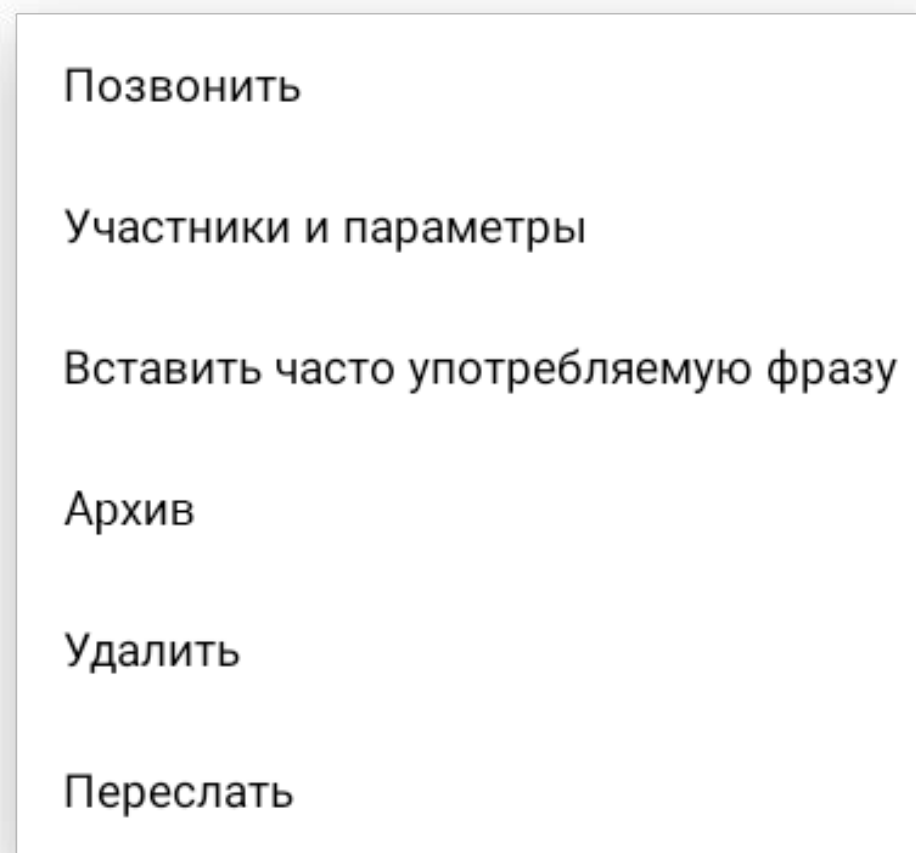 Позвонить
Участники и параметры
Вставить часто употребляемую фразу
Архив
Удалить
Переслать